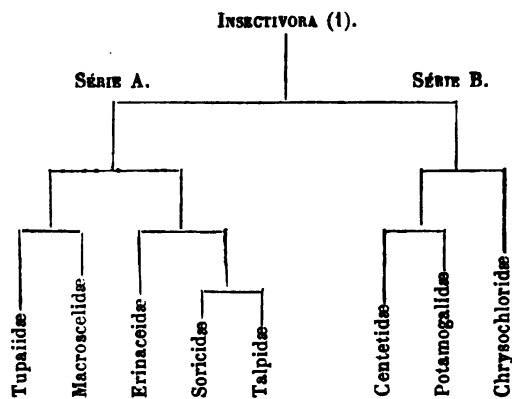 INSECTIVORA (1).
SÉRIE A.
SÉRIE B.
Tupaiidæ
Macroscelidæ
Erinaceidæ
Soricidæ
Talpidæ
Centetidæ
Potamogalidæ
Chrysochloridæ